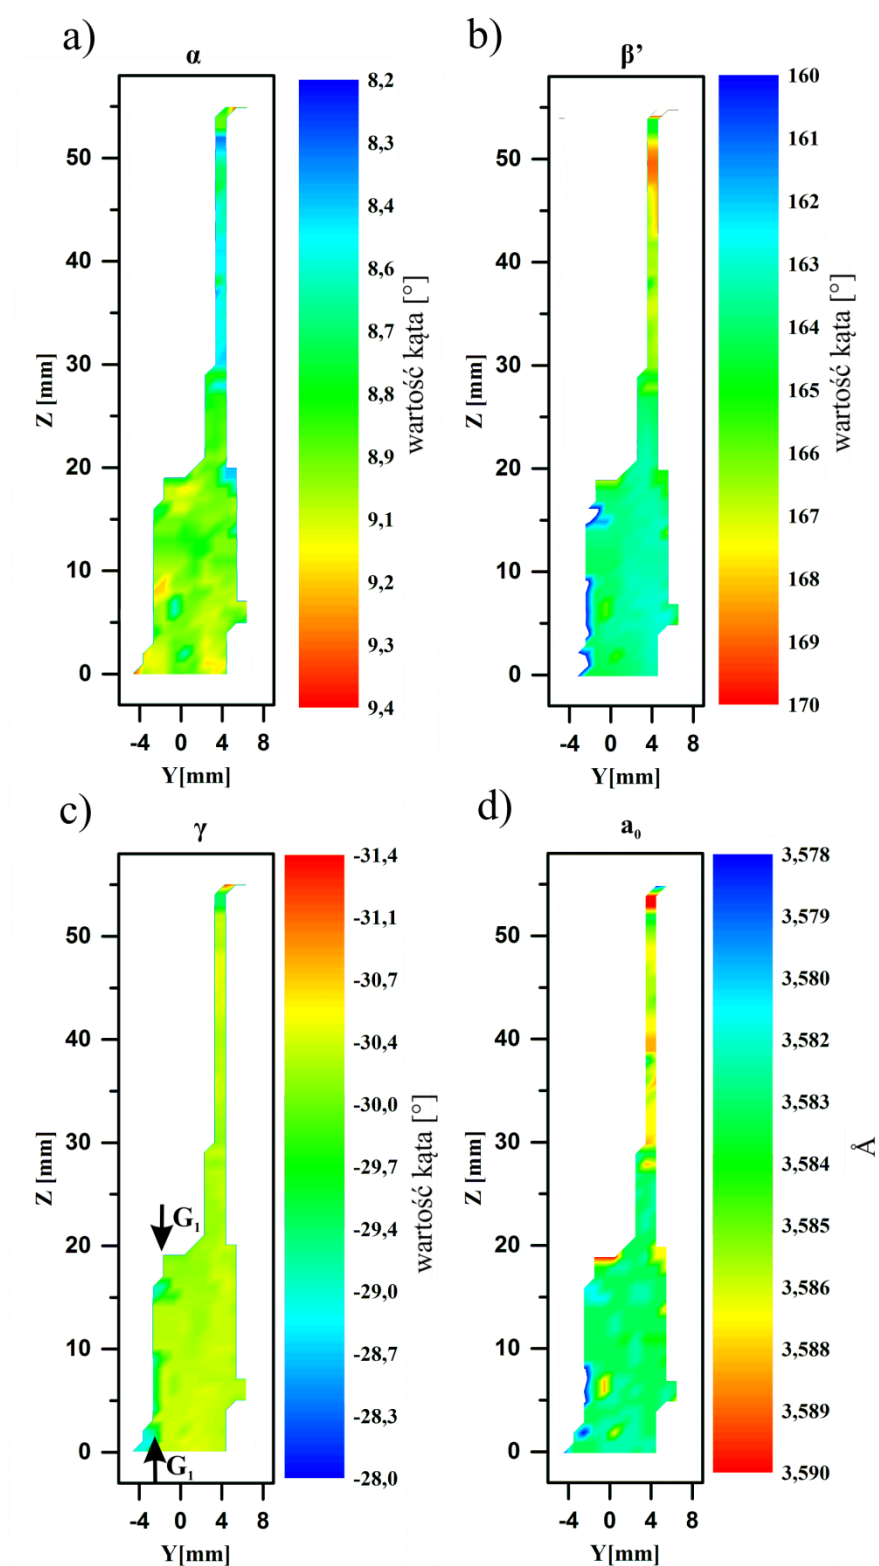 a)
α
50
40
30
20
10
0
Z [mm]
-4 0 4 8
Y[mm]
8,2
8,3
8,4
8,6
8,7
8,8
8,9
9,1
9,2
9,3
9,4
wartość kąta [°]
b)
β’
50
40
30
20
10
0
Z [mm]
-4 0 4 8
Y[mm]
160
161
162
163
164
165
166
167
168
169
170
wartość kąta [°]
c)
γ
50
40
30
20
10
0
Z [mm]
G₁
G₁
-4 0 4 8
Y[mm]
-31,4
-31,1
-30,7
-30,4
-30,0
-29,7
-29,4
-29,0
-28,7
-28,3
-28,0
wartość kąta [°]
d)
a₀
50
40
30
20
10
0
Z [mm]
-4 0 4 8
Y[mm]
3,578
3,579
3,580
3,582
3,583
3,584
3,585
3,586
3,588
3,589
3,590
Å